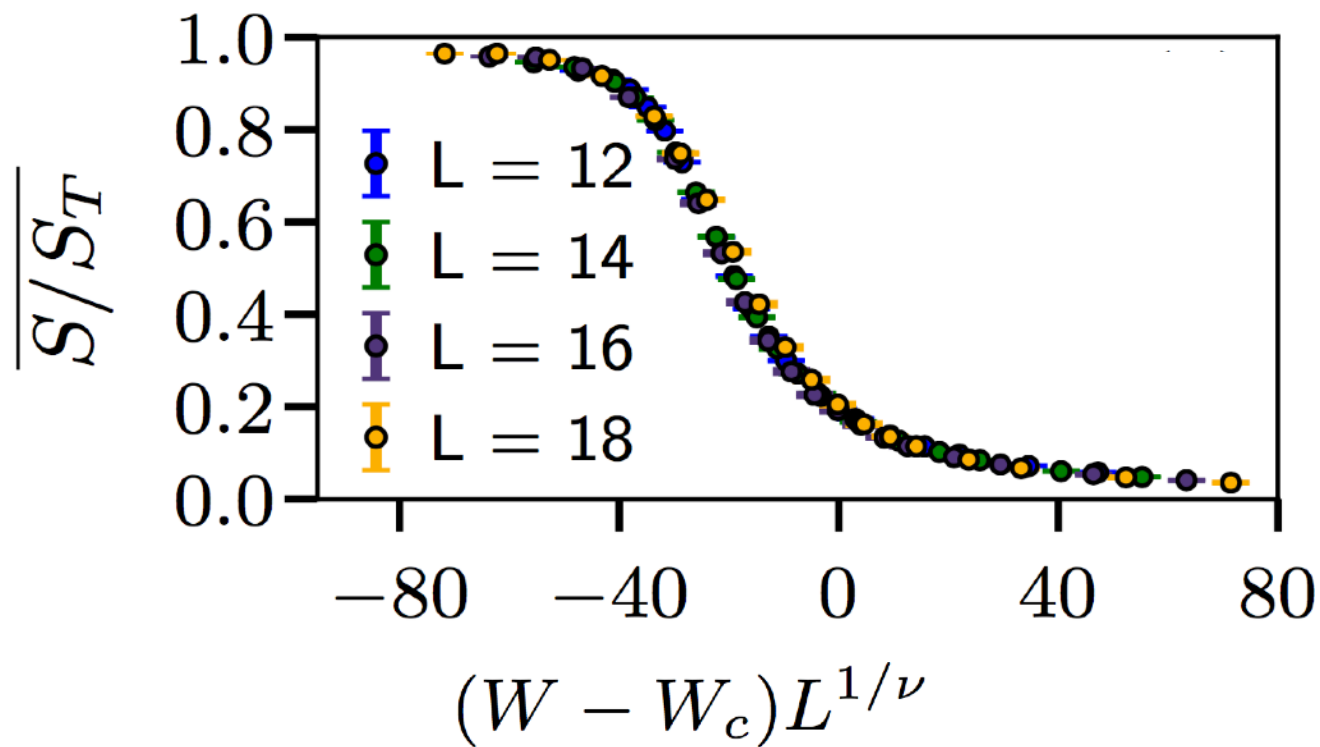 1.0
0.8
0.6
0.4
0.2
0.0
S/S_T
L = 12
L = 14
L = 16
L = 18
−80 −40 0 40 80
(W − W_c)L^{1/ν}